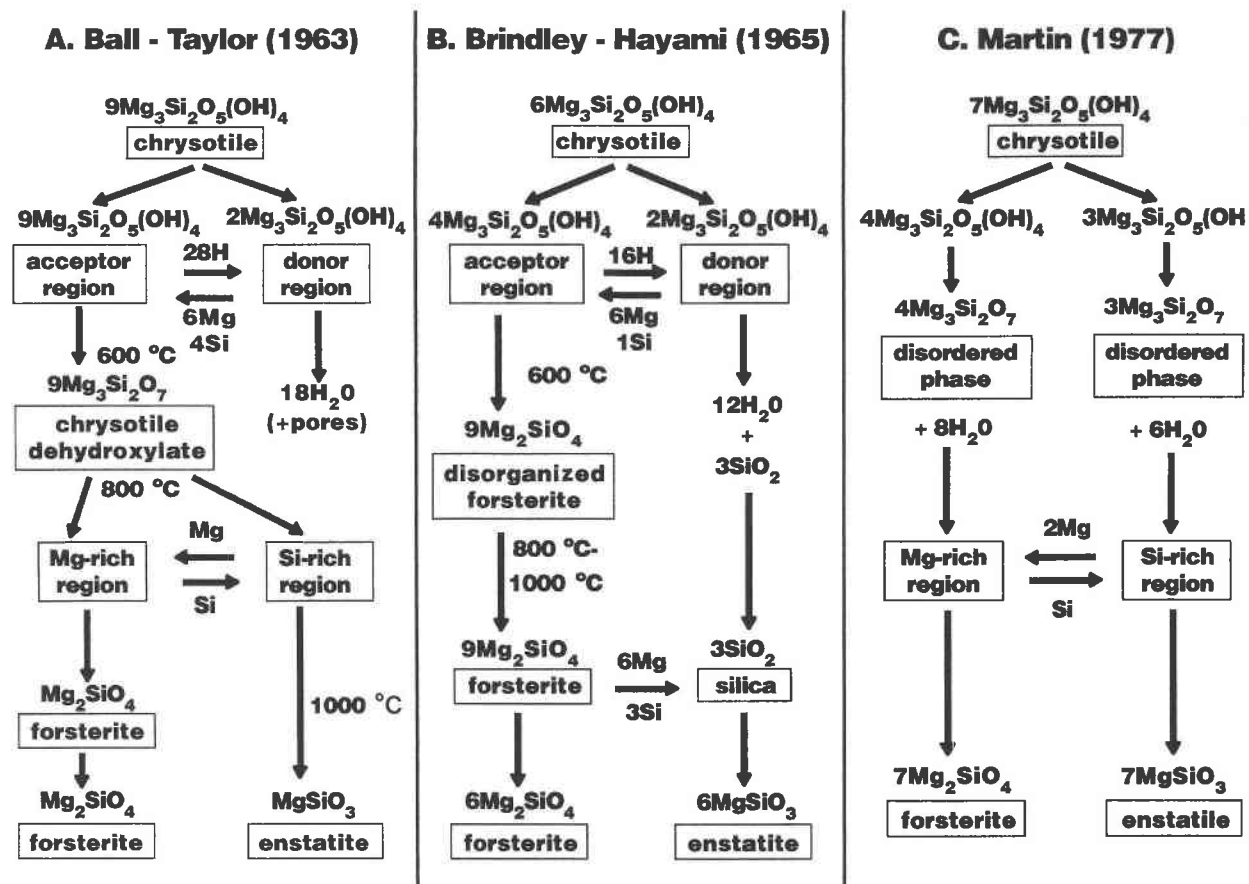 A. Ball - Taylor (1963)
9Mg₃Si₂O₅(OH)₄
chrysotile
9Mg₃Si₂O₅(OH)₄
2Mg₃Si₂O₅(OH)₄
acceptor
region
28H
6Mg
4Si
donor
region
600 °C
9Mg₃Si₂O₇
chrysotile
dehydroxylate
18H₂0
(+pores)
800 °C
Mg-rich
region
Mg
Si
Si-rich
region
Mg₂SiO₄
forsterite
1000 °C
Mg₂SiO₄
forsterite
MgSiO₃
enstatite
B. Brindley - Hayami (1965)
6Mg₃Si₂O₅(OH)₄
chrysotile
4Mg₃Si₂O₅(OH)₄
2Mg₃Si₂O₅(OH)₄
acceptor
region
16H
6Mg
1Si
donor
region
600 °C
9Mg₂SiO₄
disorganized
forsterite
12H₂0
+
3SiO₂
800 °C-
1000 °C
9Mg₂SiO₄
forsterite
6Mg
3Si
3SiO₂
silica
6Mg₂SiO₄
forsterite
6MgSiO₃
enstatite
C. Martin (1977)
7Mg₃Si₂O₅(OH)₄
chrysotile
4Mg₃Si₂O₅(OH)₄
3Mg₃Si₂O₅(OH
4Mg₃Si₂O₇
disordered
phase
+ 8H₂0
3Mg₃Si₂O₇
disordered
phase
+ 6H₂0
Mg-rich
region
2Mg
Si
Si-rich
region
7Mg₂SiO₄
forsterite
7MgSiO₃
enstatile